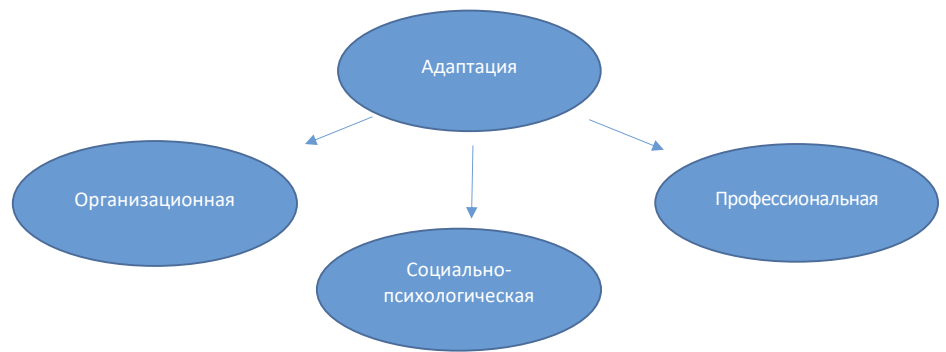 Адаптация
Организационная
Профессиональная
Социально-
психологическая